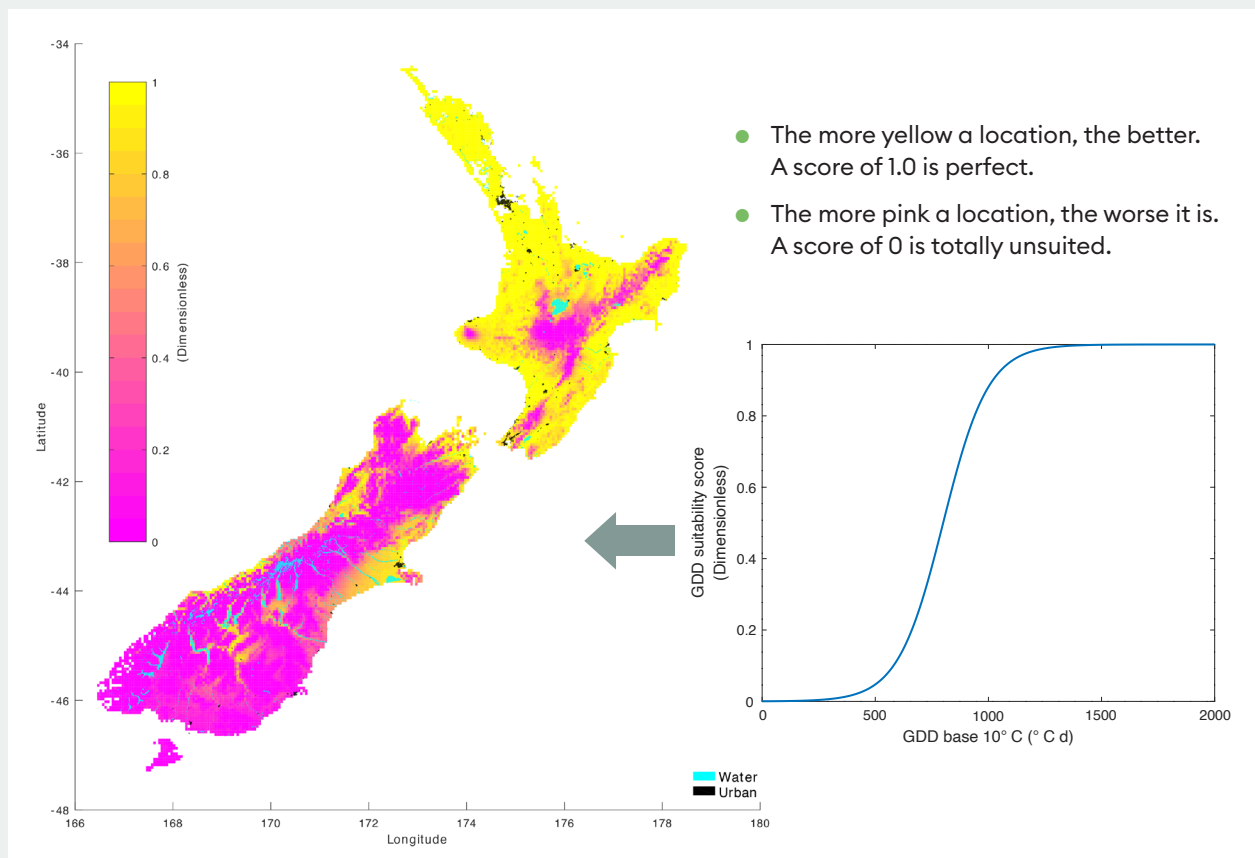 -34
-36
-38
-40
-42
-44
-46
-48
Latitude
166 168 170 172 174 176 178 180
Longitude
1
0.8
0.6
0.4
0.2
0
(Dimensionless)
Water
Urban
The more yellow a location, the better.
A score of 1.0 is perfect.
The more pink a location, the worse it is.
A score of 0 is totally unsuited.
1
0.8
0.6
0.4
0.2
0
GDD suitability score
(Dimensionless)
0 500 1000 1500 2000
GDD base 10° C (° C d)